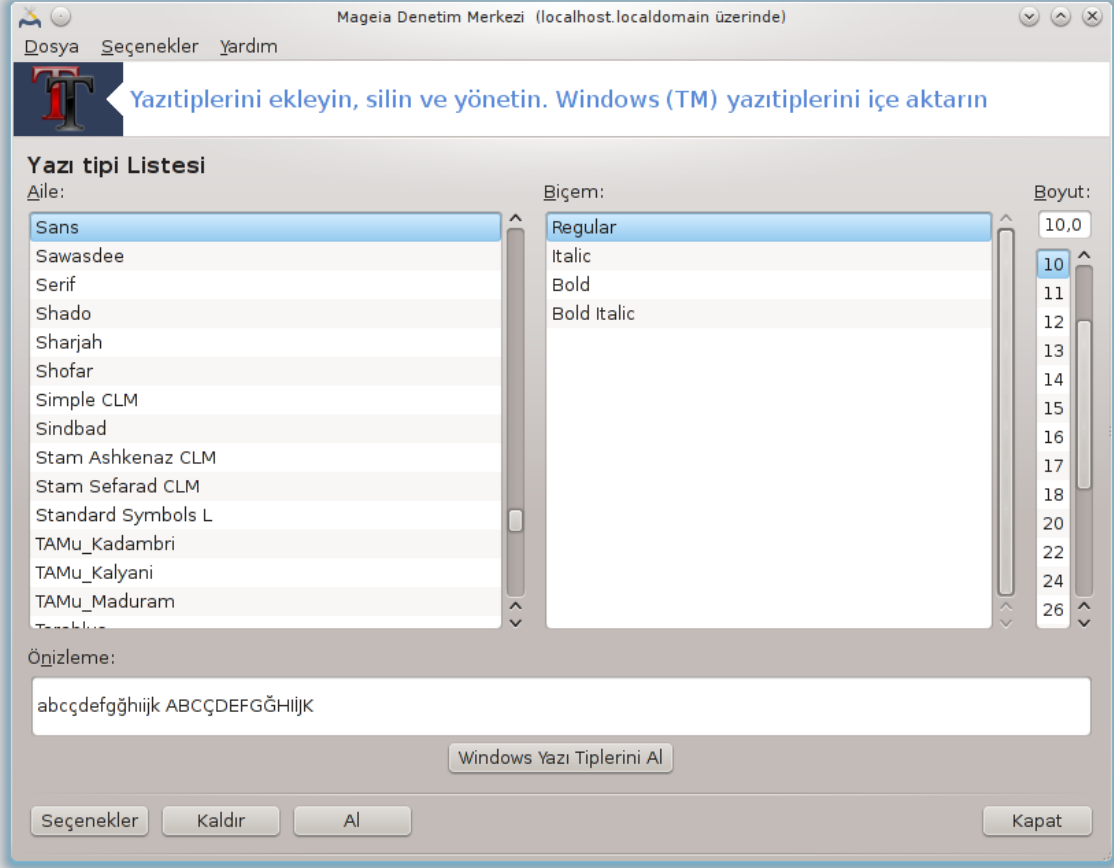 Mageia Denetim Merkezi (localhost.localdomain üzerinde)
Dosya Seçenekler Yardım
Yazıtiplerini ekleyin, silin ve yönetin. Windows (TM) yazıtiplerini içe aktarın
Yazı tipi Listesi
Aile:
Sans
Sawasdee
Serif
Shado
Sharjah
Shofar
Simple CLM
Sindbad
Stam Ashkenaz CLM
Stam Sefarad CLM
Standard Symbols L
TAMu_Kadambri
TAMu_Kalyani
TAMu_Maduram
Biçem:
Regular
Italic
Bold
Bold Italic
Boyut:
10,0
10
11
12
13
14
15
16
17
18
20
22
24
26
Önizleme:
abcçdefgğhıijk ABCÇDEFGĞHIİJK
Windows Yazı Tiplerini Al
Seçenekler Kaldır Al Kapat